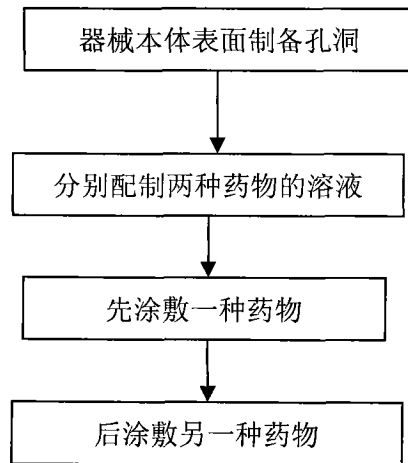 器械本体表面制备孔洞
分别配制两种药物的溶液
先涂敷一种药物
后涂敷另一种药物